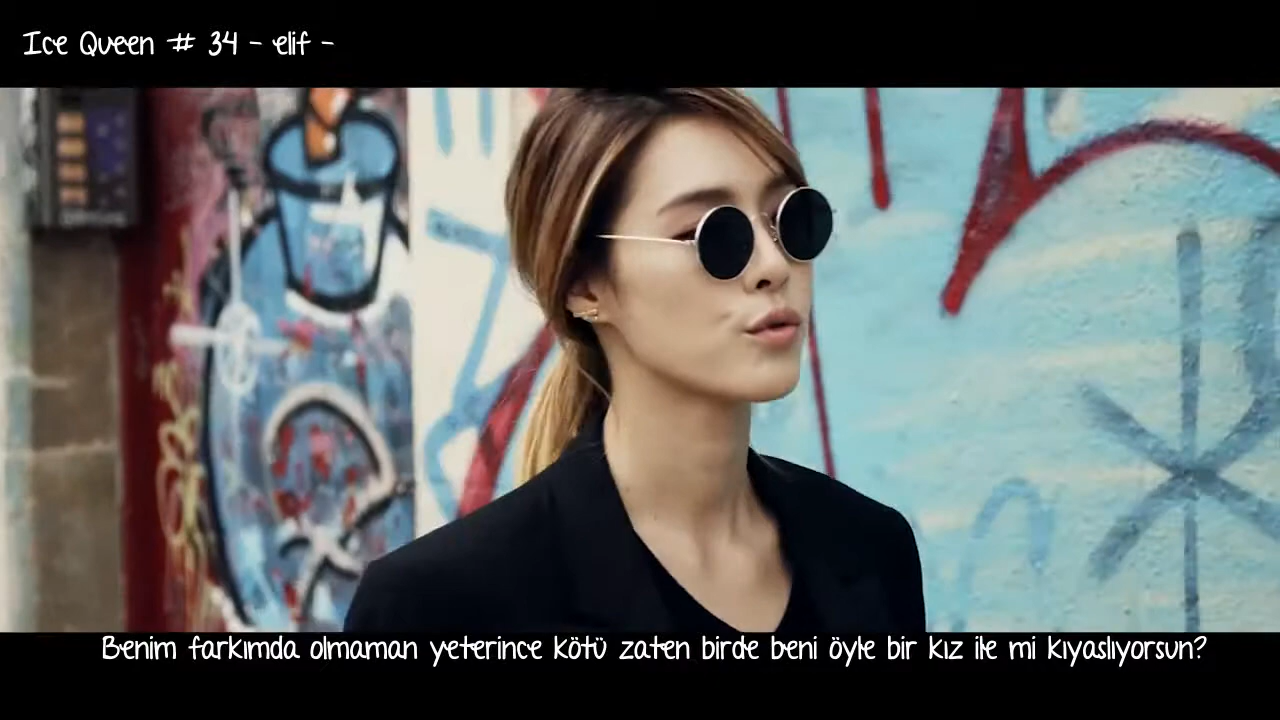 Ice Queen # 34 - elif -
Benim farkımda olmaman yeterince kötü zaten birde beni öyle bir kız ile mi kıyaslıyorsun?